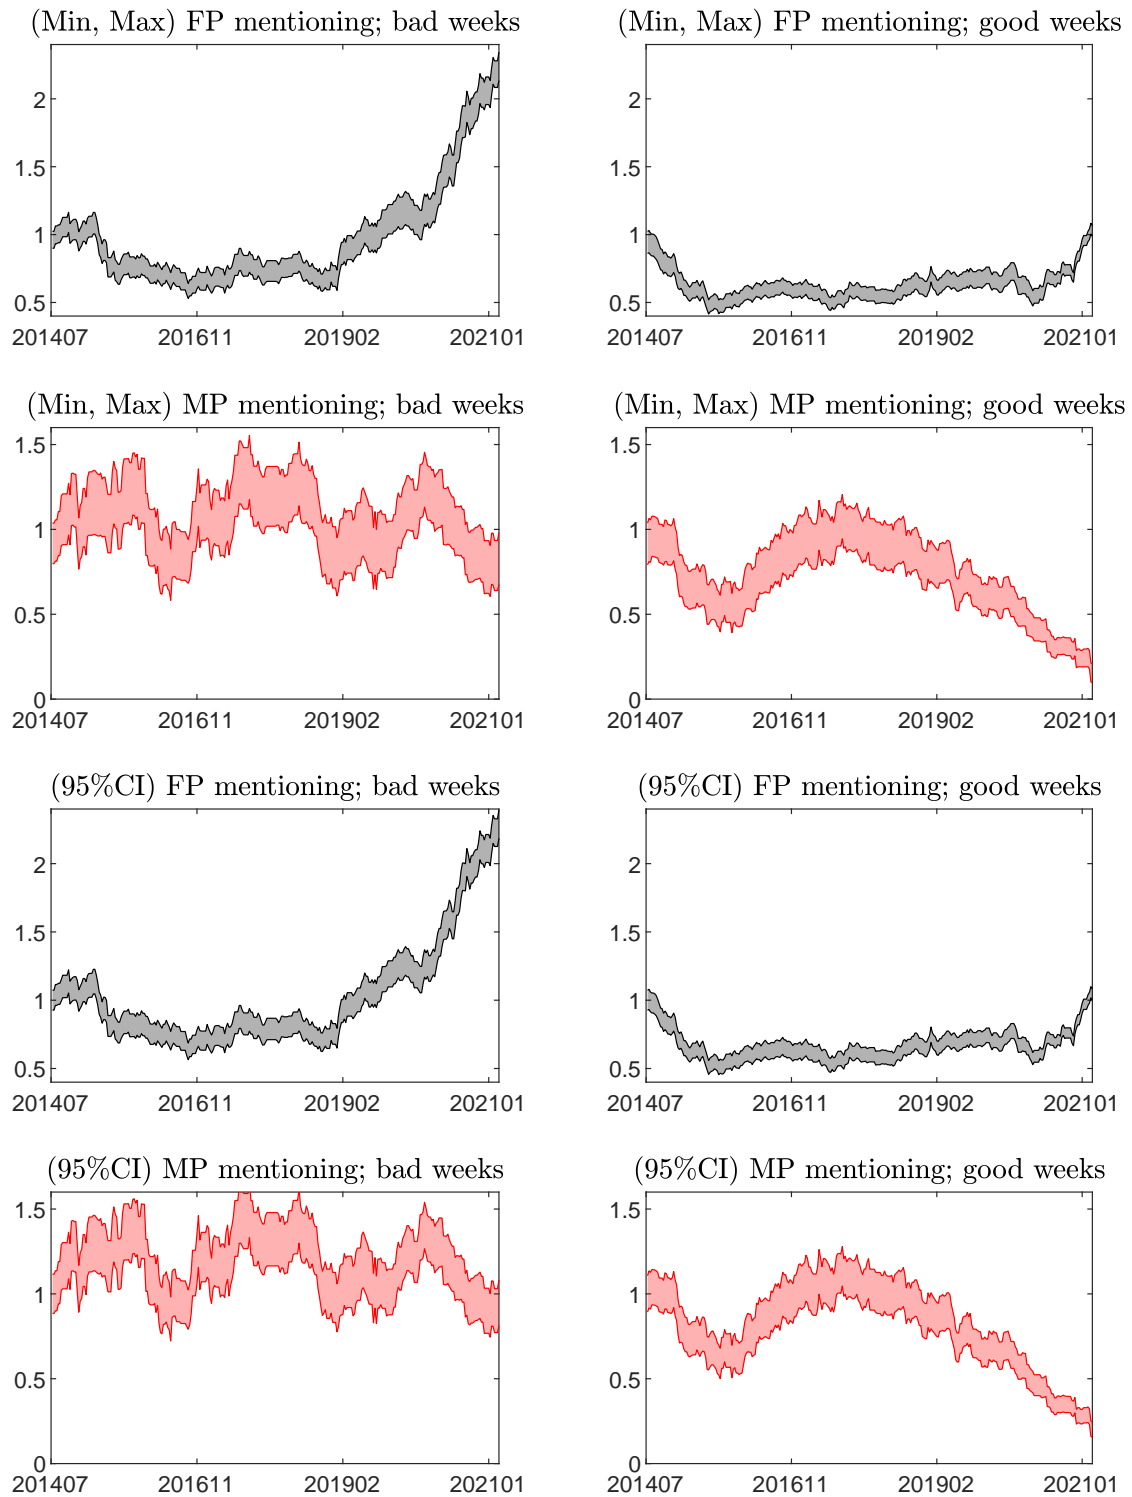 (Min, Max) FP mentioning; bad weeks
2
1.5
1
0.5
201407 201611 201902 202101
(Min, Max) FP mentioning; good weeks
2
1.5
1
0.5
201407 201611 201902 202101
(Min, Max) MP mentioning; bad weeks
1.5
1
0.5
0
201407 201611 201902 202101
(Min, Max) MP mentioning; good weeks
1.5
1
0.5
0
201407 201611 201902 202101
(95%CI) FP mentioning; bad weeks
2
1.5
1
0.5
201407 201611 201902 202101
(95%CI) FP mentioning; good weeks
2
1.5
1
0.5
201407 201611 201902 202101
(95%CI) MP mentioning; bad weeks
1.5
1
0.5
0
201407 201611 201902 202101
(95%CI) MP mentioning; good weeks
1.5
1
0.5
0
201407 201611 201902 202101